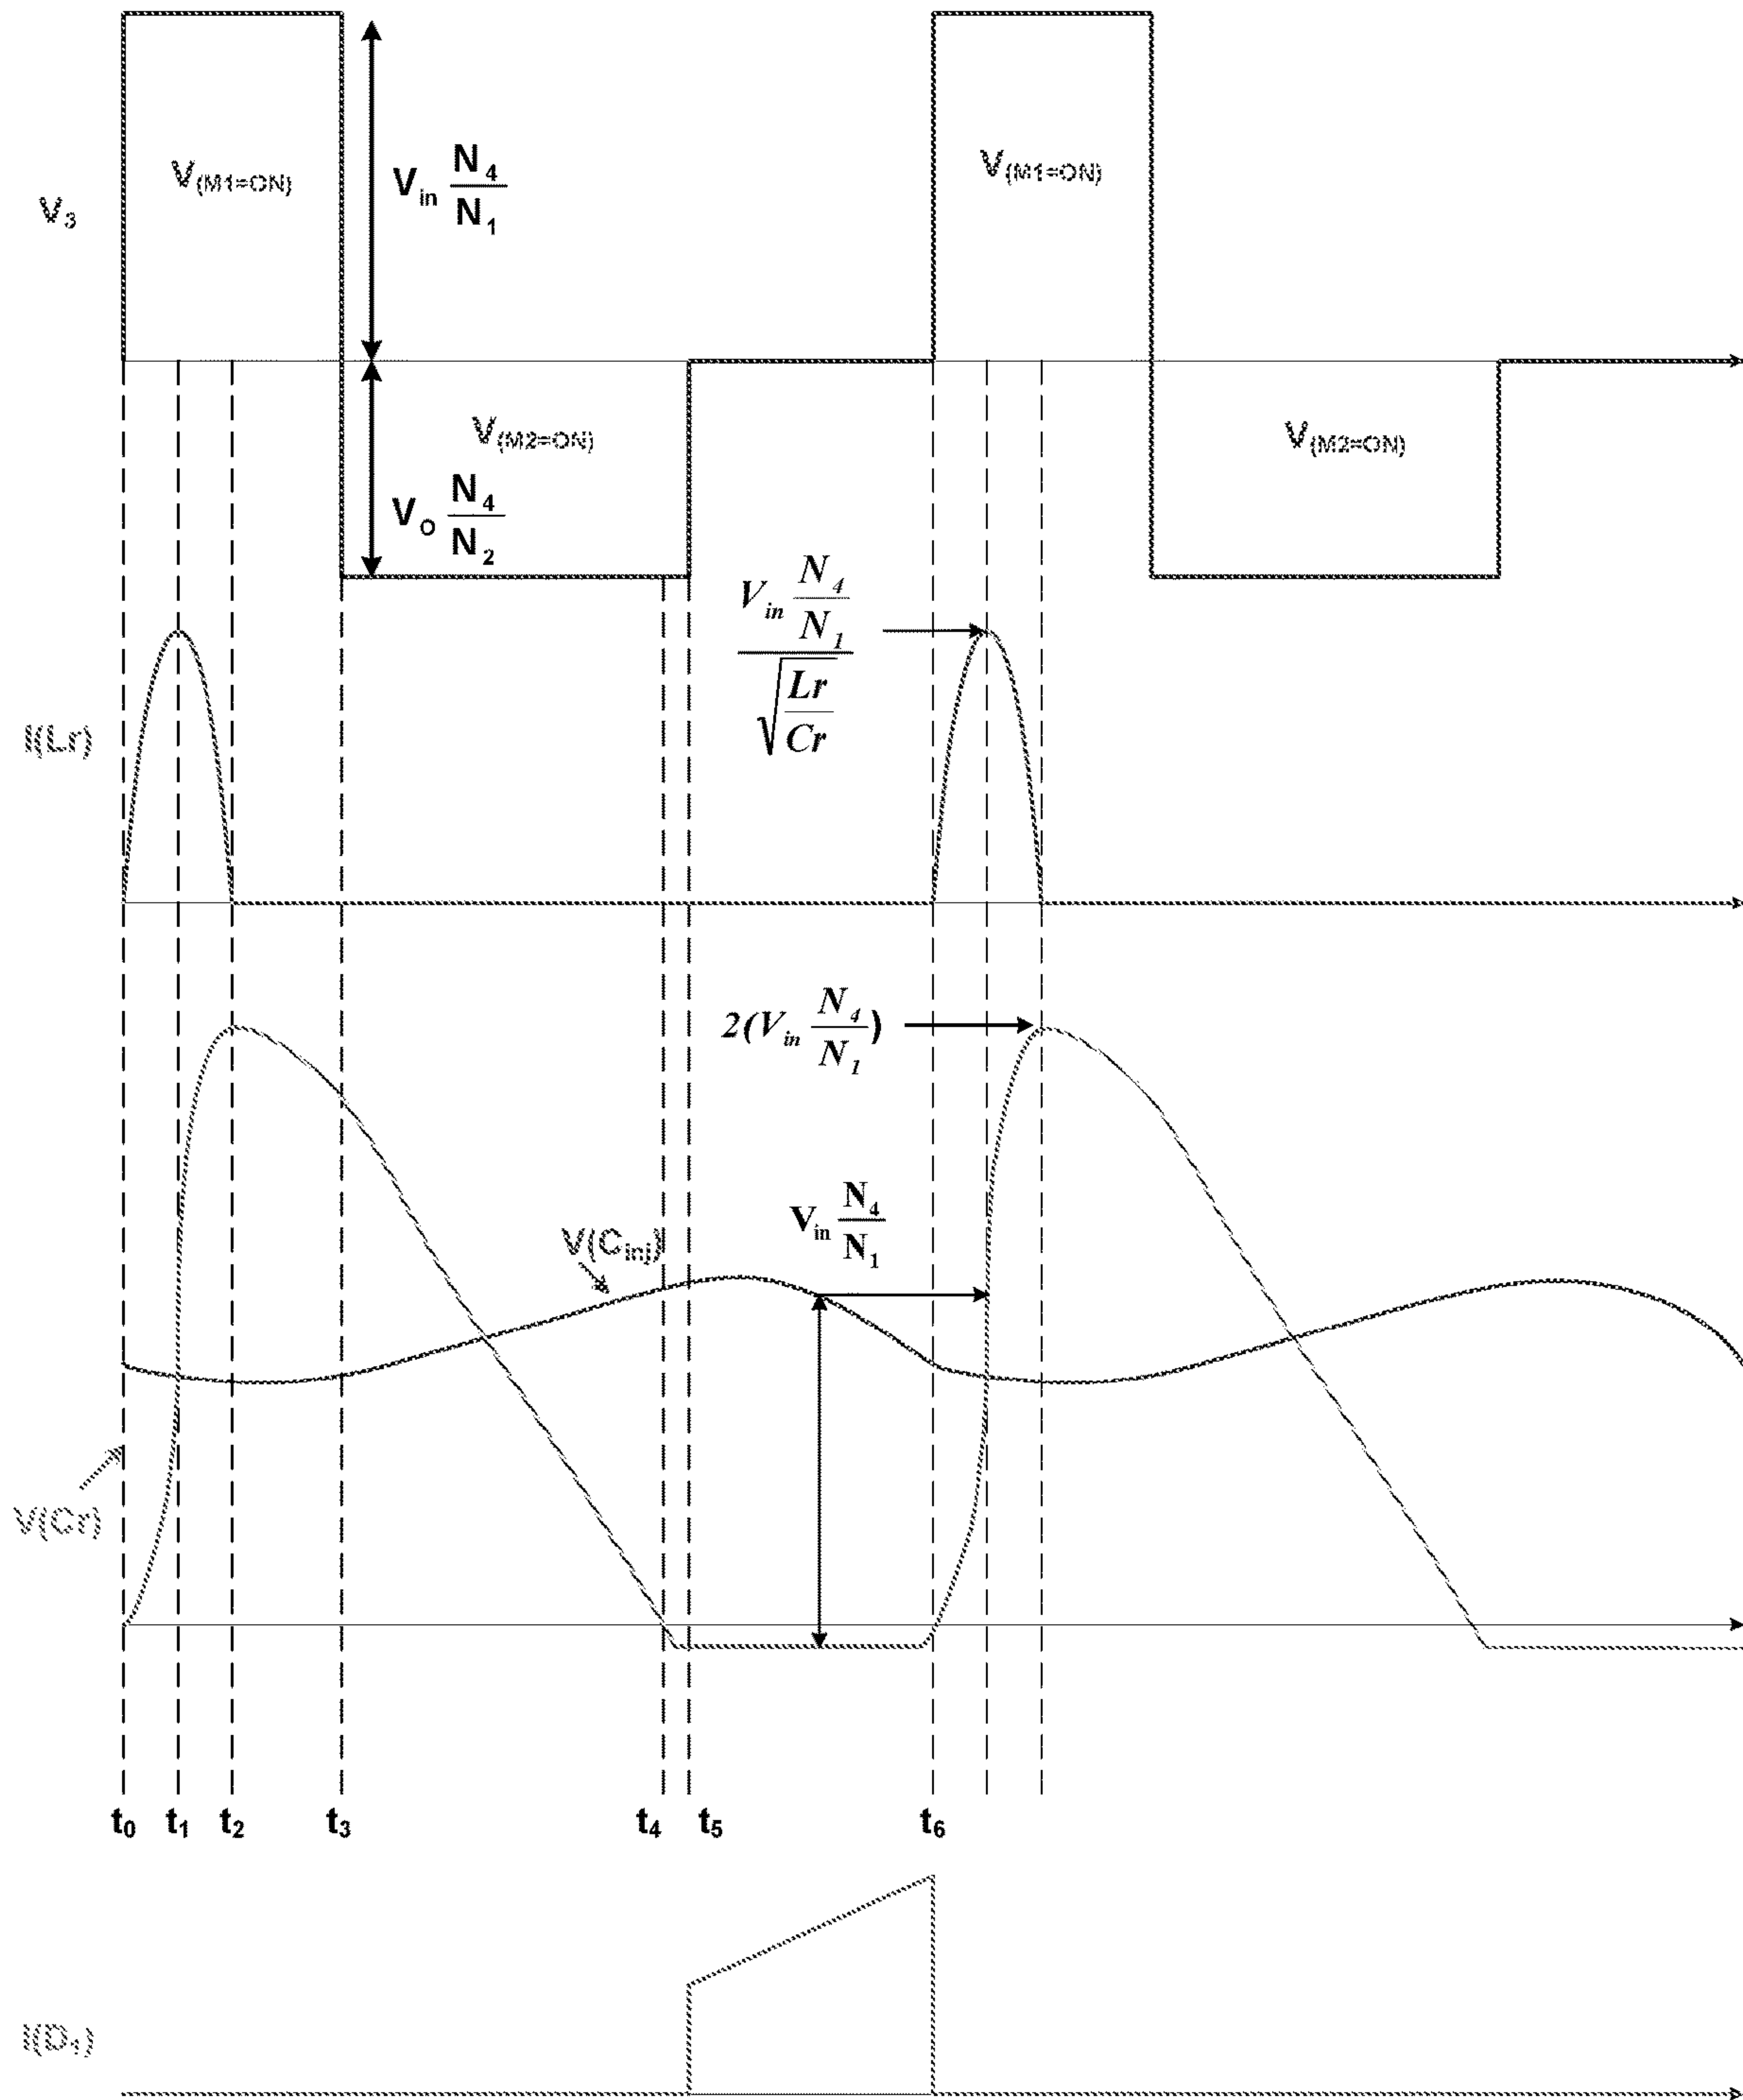 V(M1=ON)
V(M1=ON)
Vin N4/N1
V3
V(M2=ON)
V(M2=ON)
VO N4/N2
Vin N4/N1 / √(Lr/Cr)
I(Lr)
2(Vin N4/N1)
Vin N4/N1
V(Cinj)
V(Cr)
t0 t1 t2 t3 t4 t5 t6
I(D1)